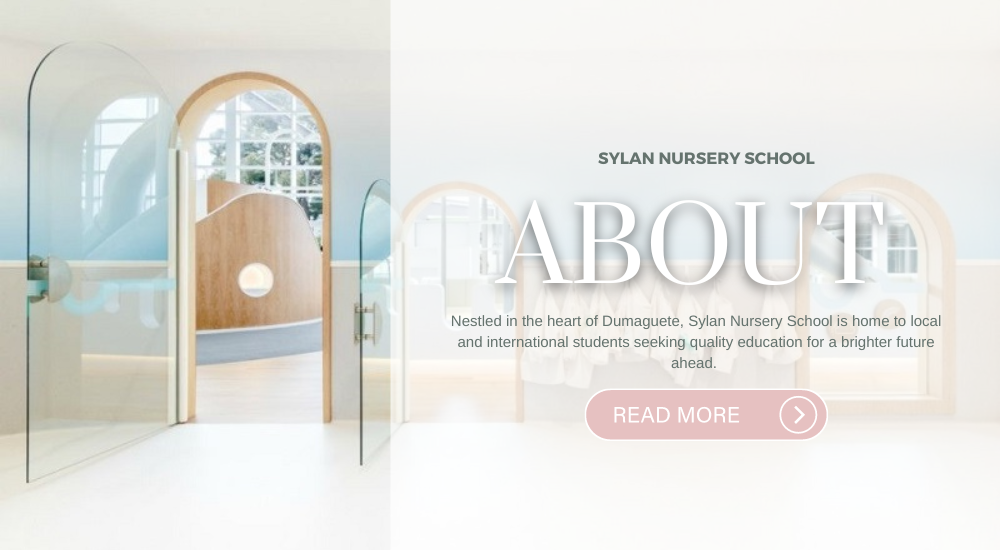 SYLAN NURSERY SCHOOL
ABOUT
Nestled in the heart of Dumaguete, Sylan Nursery School is home to local
and international students seeking quality education for a brighter future
ahead.
READ MORE